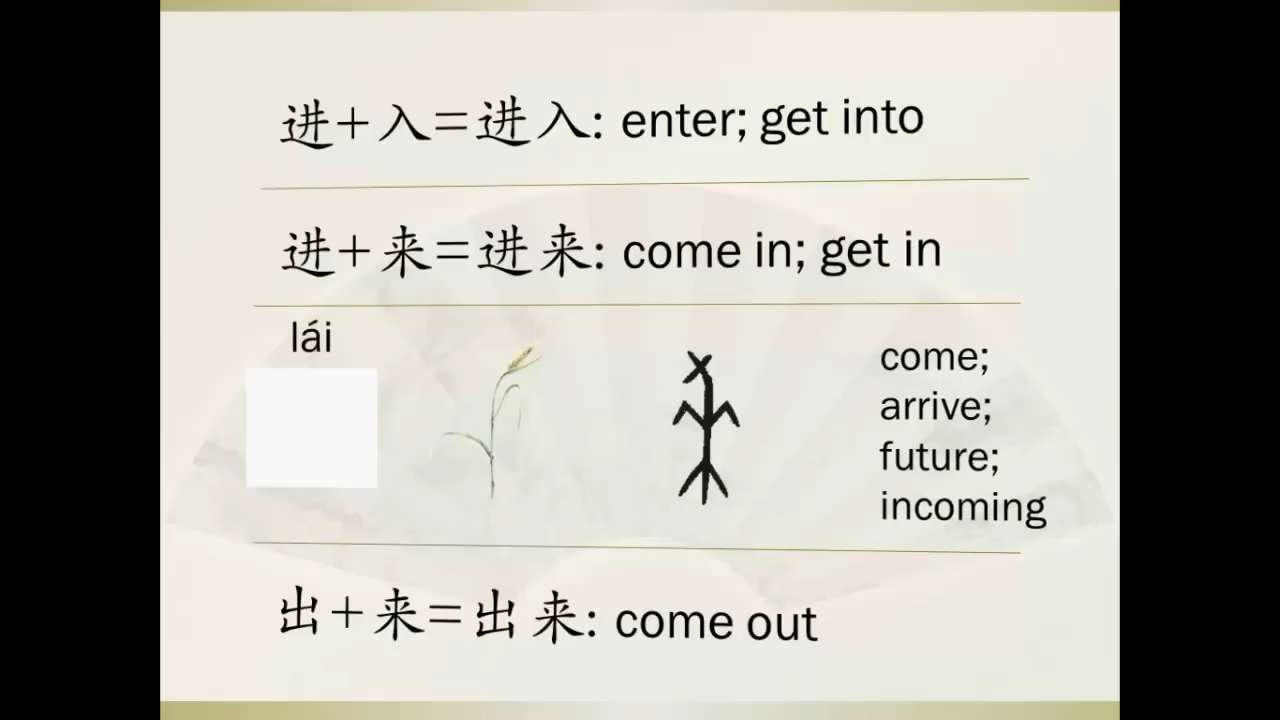 进+入=进入: enter; get into
进+来=进来: come in; get in
lái
come;
arrive;
future;
incoming
出+来=出来: come out